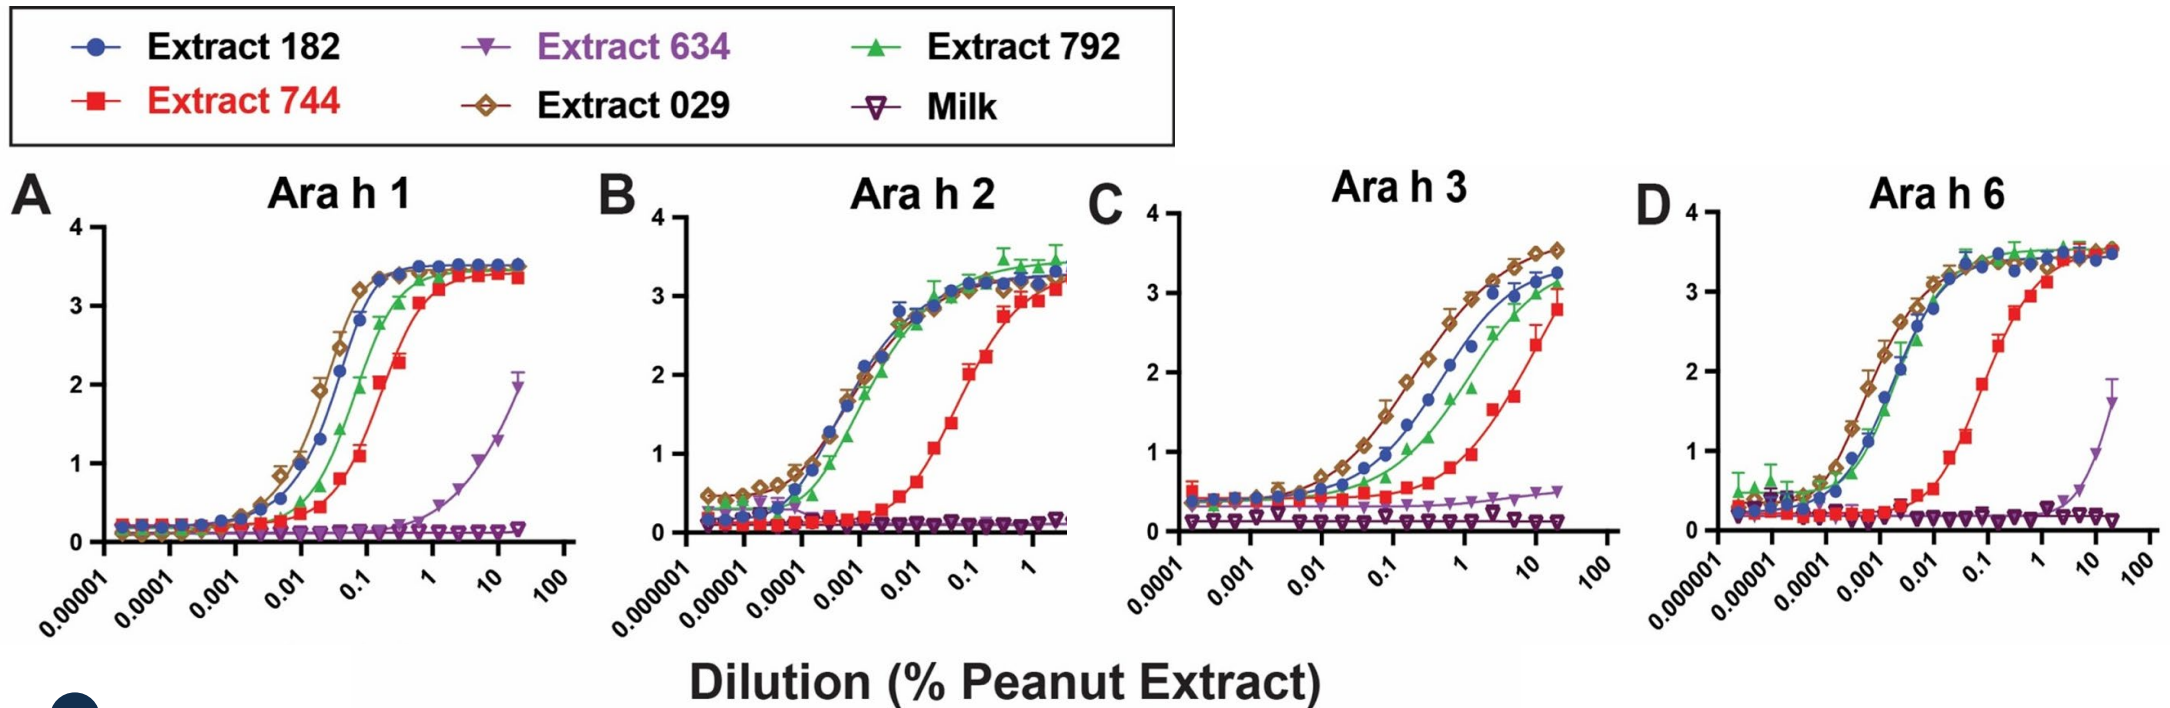 Extract 182 Extract 634 Extract 792
Extract 744 Extract 029 Milk
A Ara h 1
4
3
2
1
0
0.00001 0.0001 0.001 0.01 0.1 1 10 100
B Ara h 2
4
3
2
1
0
0.000001 0.00001 0.0001 0.001 0.01 0.1 1
C Ara h 3
4
3
2
1
0
0.0001 0.001 0.01 0.1 1 10 100
D Ara h 6
4
3
2
1
0
0.000001 0.00001 0.0001 0.001 0.01 0.1 1 10 100
Dilution (% Peanut Extract)